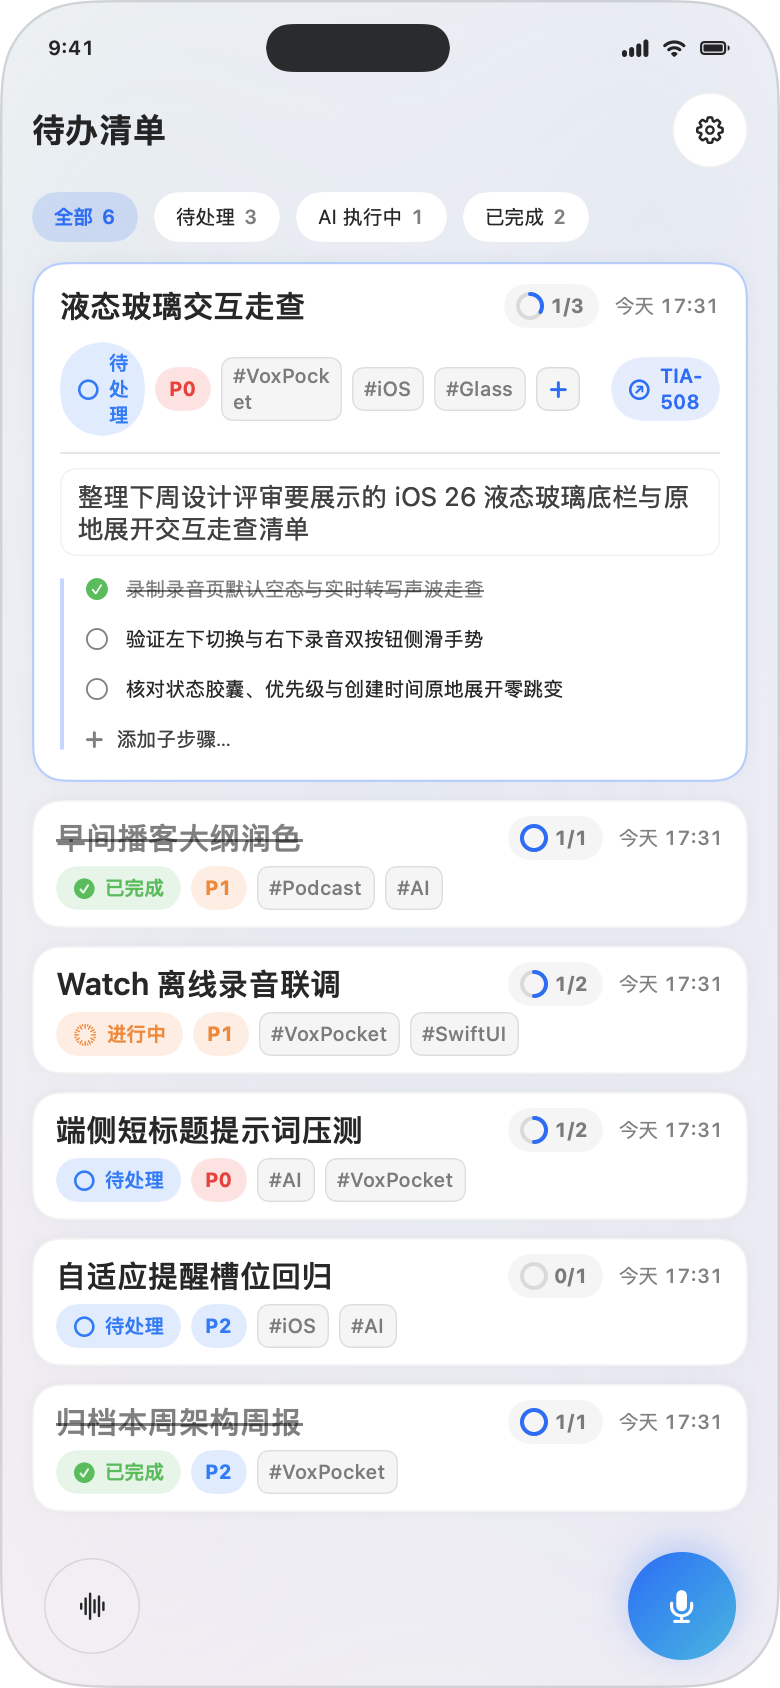 9:41
待办清单
全部 6
待处理 3
AI 执行中 1
已完成 2
液态玻璃交互走查
1/3
今天 17:31
待
处
理
P0
#VoxPock
et
#iOS
#Glass
+
TIA-
508
整理下周设计评审要展示的 iOS 26 液态玻璃底栏与原
地展开交互走查清单
录制录音页默认空态与实时转写声波走查
验证左下切换与右下录音双按钮侧滑手势
核对状态胶囊、优先级与创建时间原地展开零跳变
+ 添加子步骤...
早间播客大纲润色
1/1
今天 17:31
已完成
P1
#Podcast
#AI
Watch 离线录音联调
1/2
今天 17:31
进行中
P1
#VoxPocket
#SwiftUI
端侧短标题提示词压测
1/2
今天 17:31
待处理
P0
#AI
#VoxPocket
自适应提醒槽位回归
0/1
今天 17:31
待处理
P2
#iOS
#AI
归档本周架构周报
1/1
今天 17:31
已完成
P2
#VoxPocket